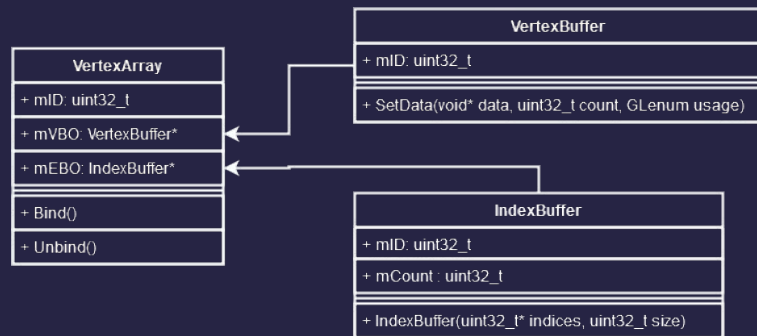 VertexArray
+ mID: uint32_t
+ mVBO: VertexBuffer*
+ mEBO: IndexBuffer*
+ Bind()
+ Unbind()
VertexBuffer
+ mID: uint32_t
+ SetData(void* data, uint32_t count, GLenum usage)
IndexBuffer
+ mID: uint32_t
+ mCount : uint32_t
+ IndexBuffer(uint32_t* indices, uint32_t size)